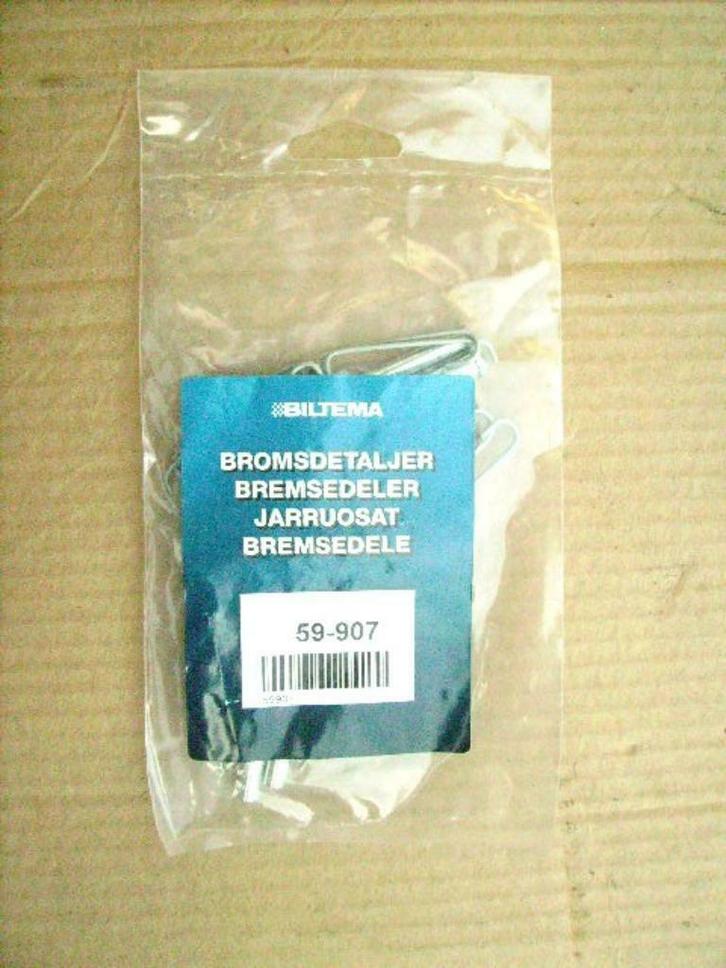 BILTEMA
BROMSDETALJER
BREMSEDELER
JARRUOSAT
BREMSEDELE
59-907